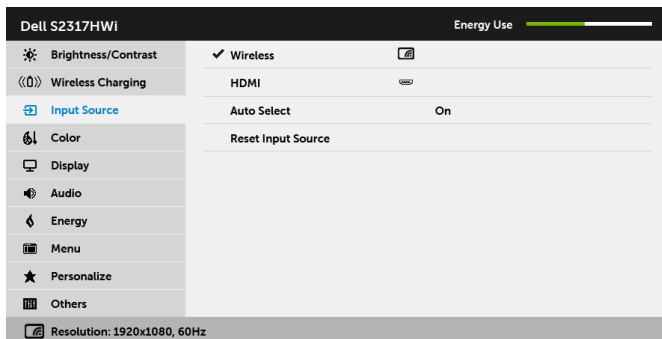 Dell S2317HWi
Energy Use
Brightness/Contrast
Wireless Charging
Input Source
Color
Display
Audio
Energy
Menu
Personalize
Others
Wireless
HDMI
Auto Select On
Reset Input Source
Resolution: 1920x1080, 60Hz